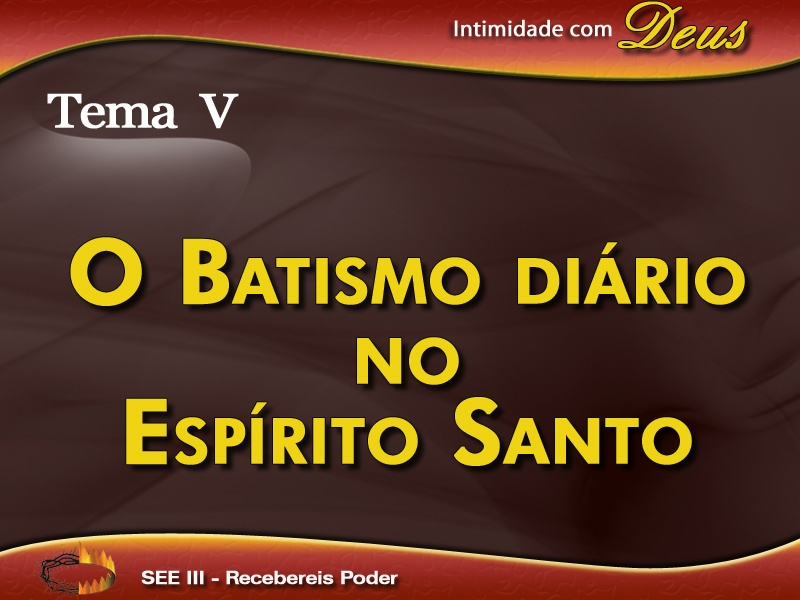 Intimidade com Deus
Tema V
O Batismo diário
no
Espírito Santo
SEE III - Recebereis Poder